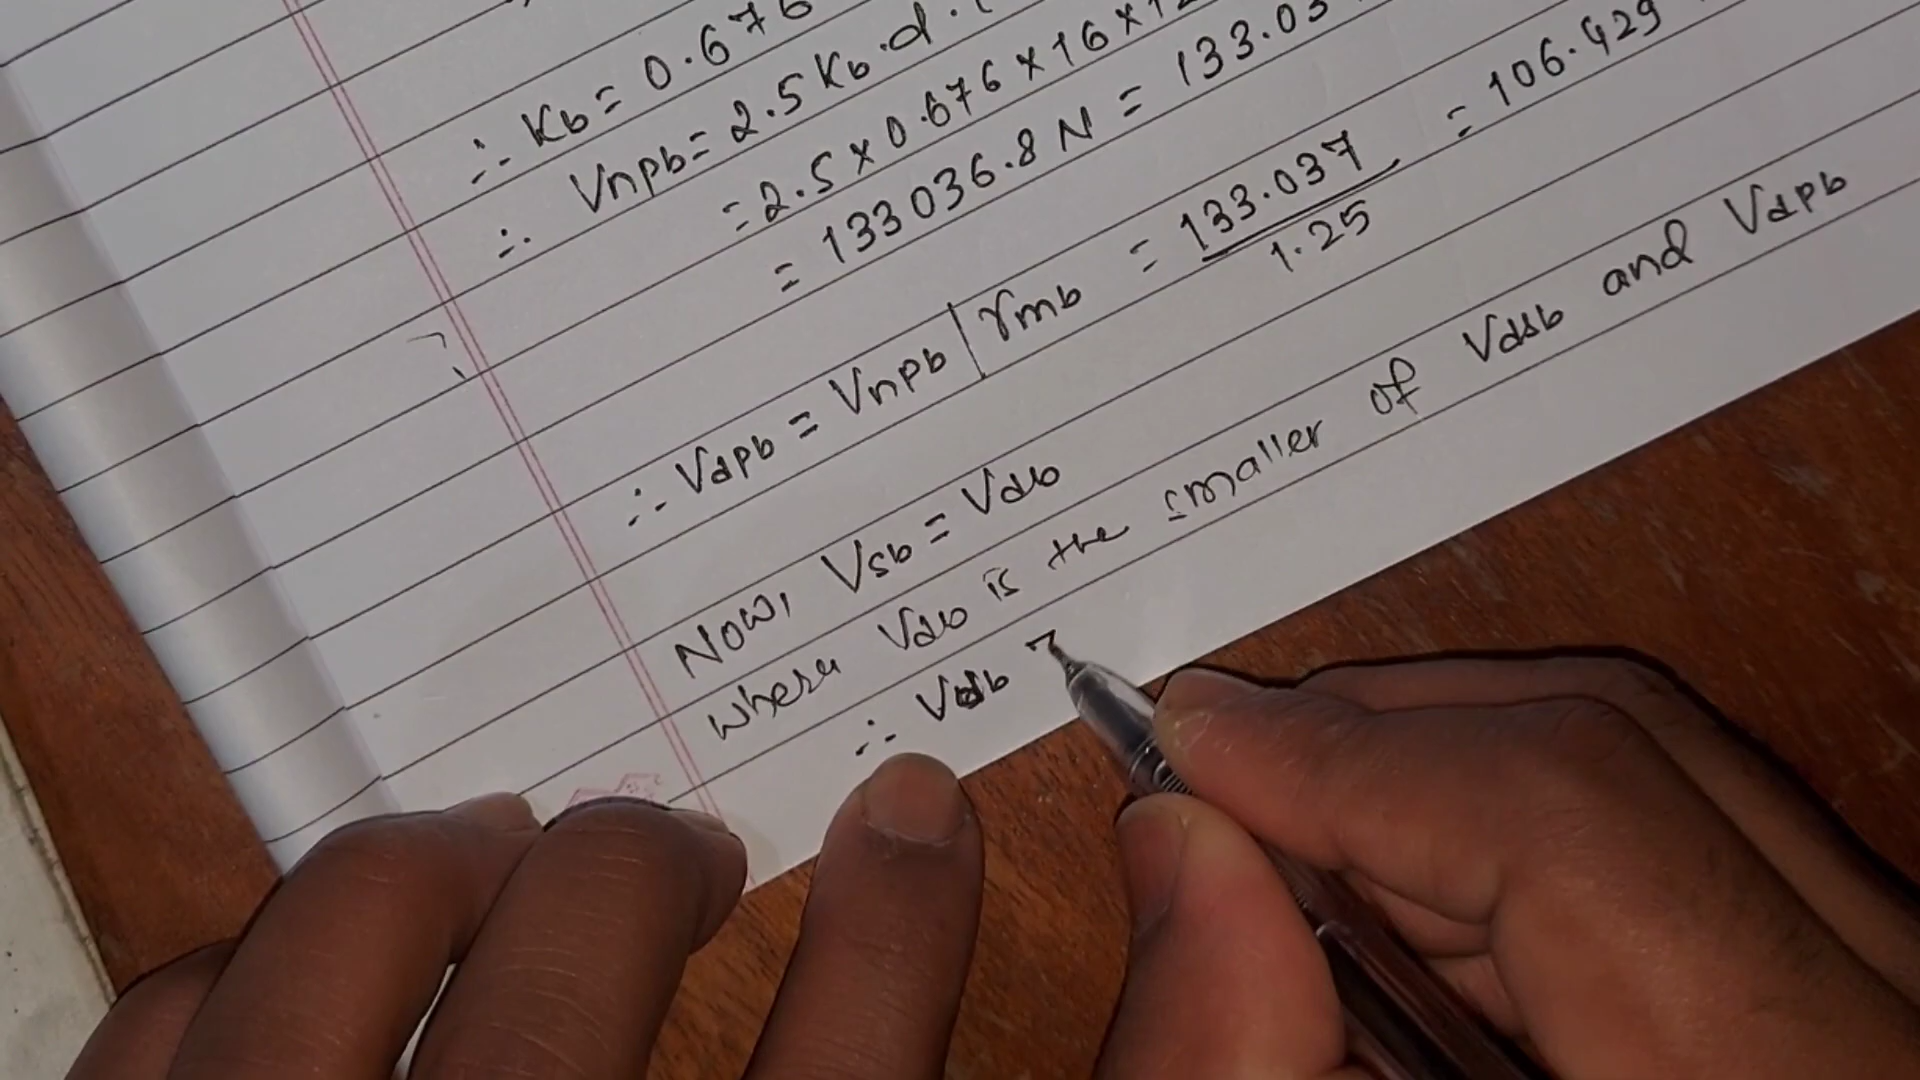 ∴ Kb = 0.676
∴ Vnpb = 2.5 Kb .d .t
= 2.5 × 0.676 × 16 × 12
= 133036.8 N = 133.03
∴ Vdpb = Vnpb | γmb = 133.037 / 1.25 = 106.429
Now, Vsb = Vdb
where Vdb is the smaller of Vdsb and Vdpb
∴ Vdb